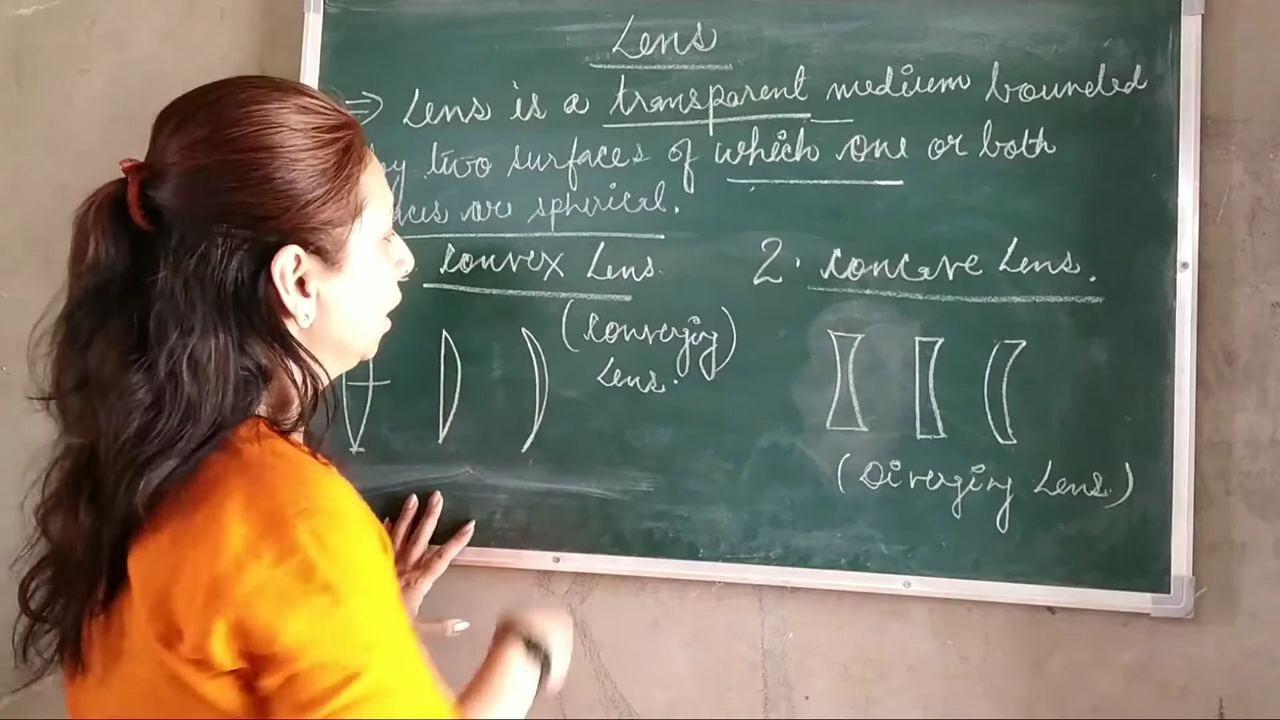 Lens
⇒ Lens is a transparent medium bounded
by two surfaces of which one or both
aces are spherical.
convex Lens.
2. concave Lens.
(converging)
Lens.
(Diverging Lens.)